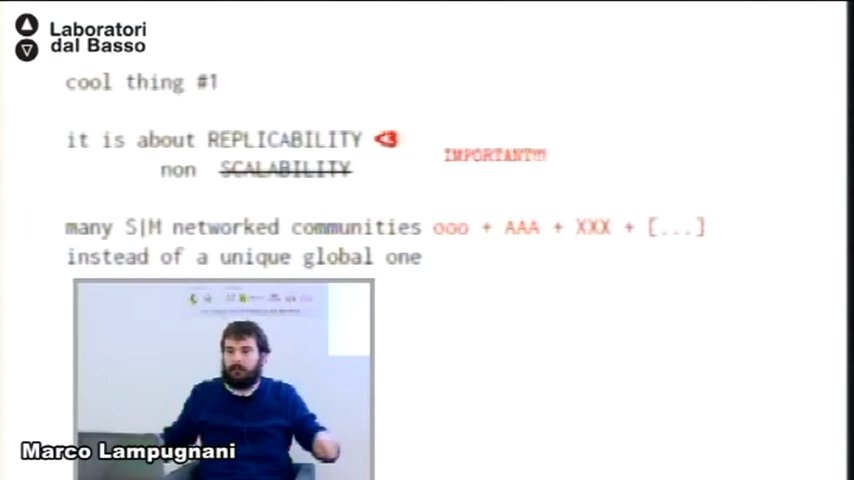 Laboratori
dal Basso
cool thing #1
it is about REPLICABILITY <3
IMPORTANT!!!
non SCALABILITY
many S|M networked communities ooo + AAA + XXX + [...]
instead of a unique global one
Marco Lampugnani